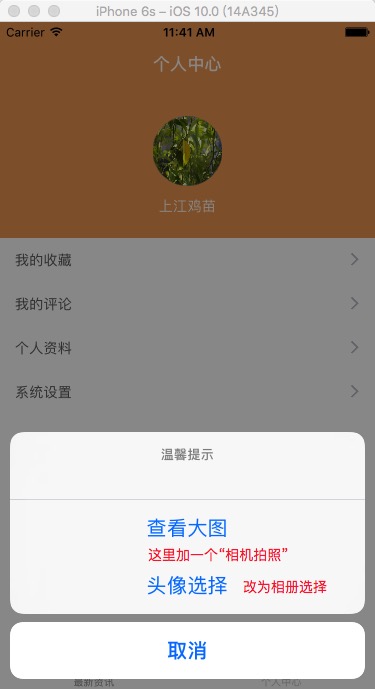 iPhone 6s – iOS 10.0 (14A345)
Carrier 11:41 AM
个人中心
上江鸡苗
我的收藏
我的评论
个人资料
系统设置
温馨提示
查看大图
这里加一个“相机拍照”
头像选择 改为相册选择
取消
最新资讯 个人中心